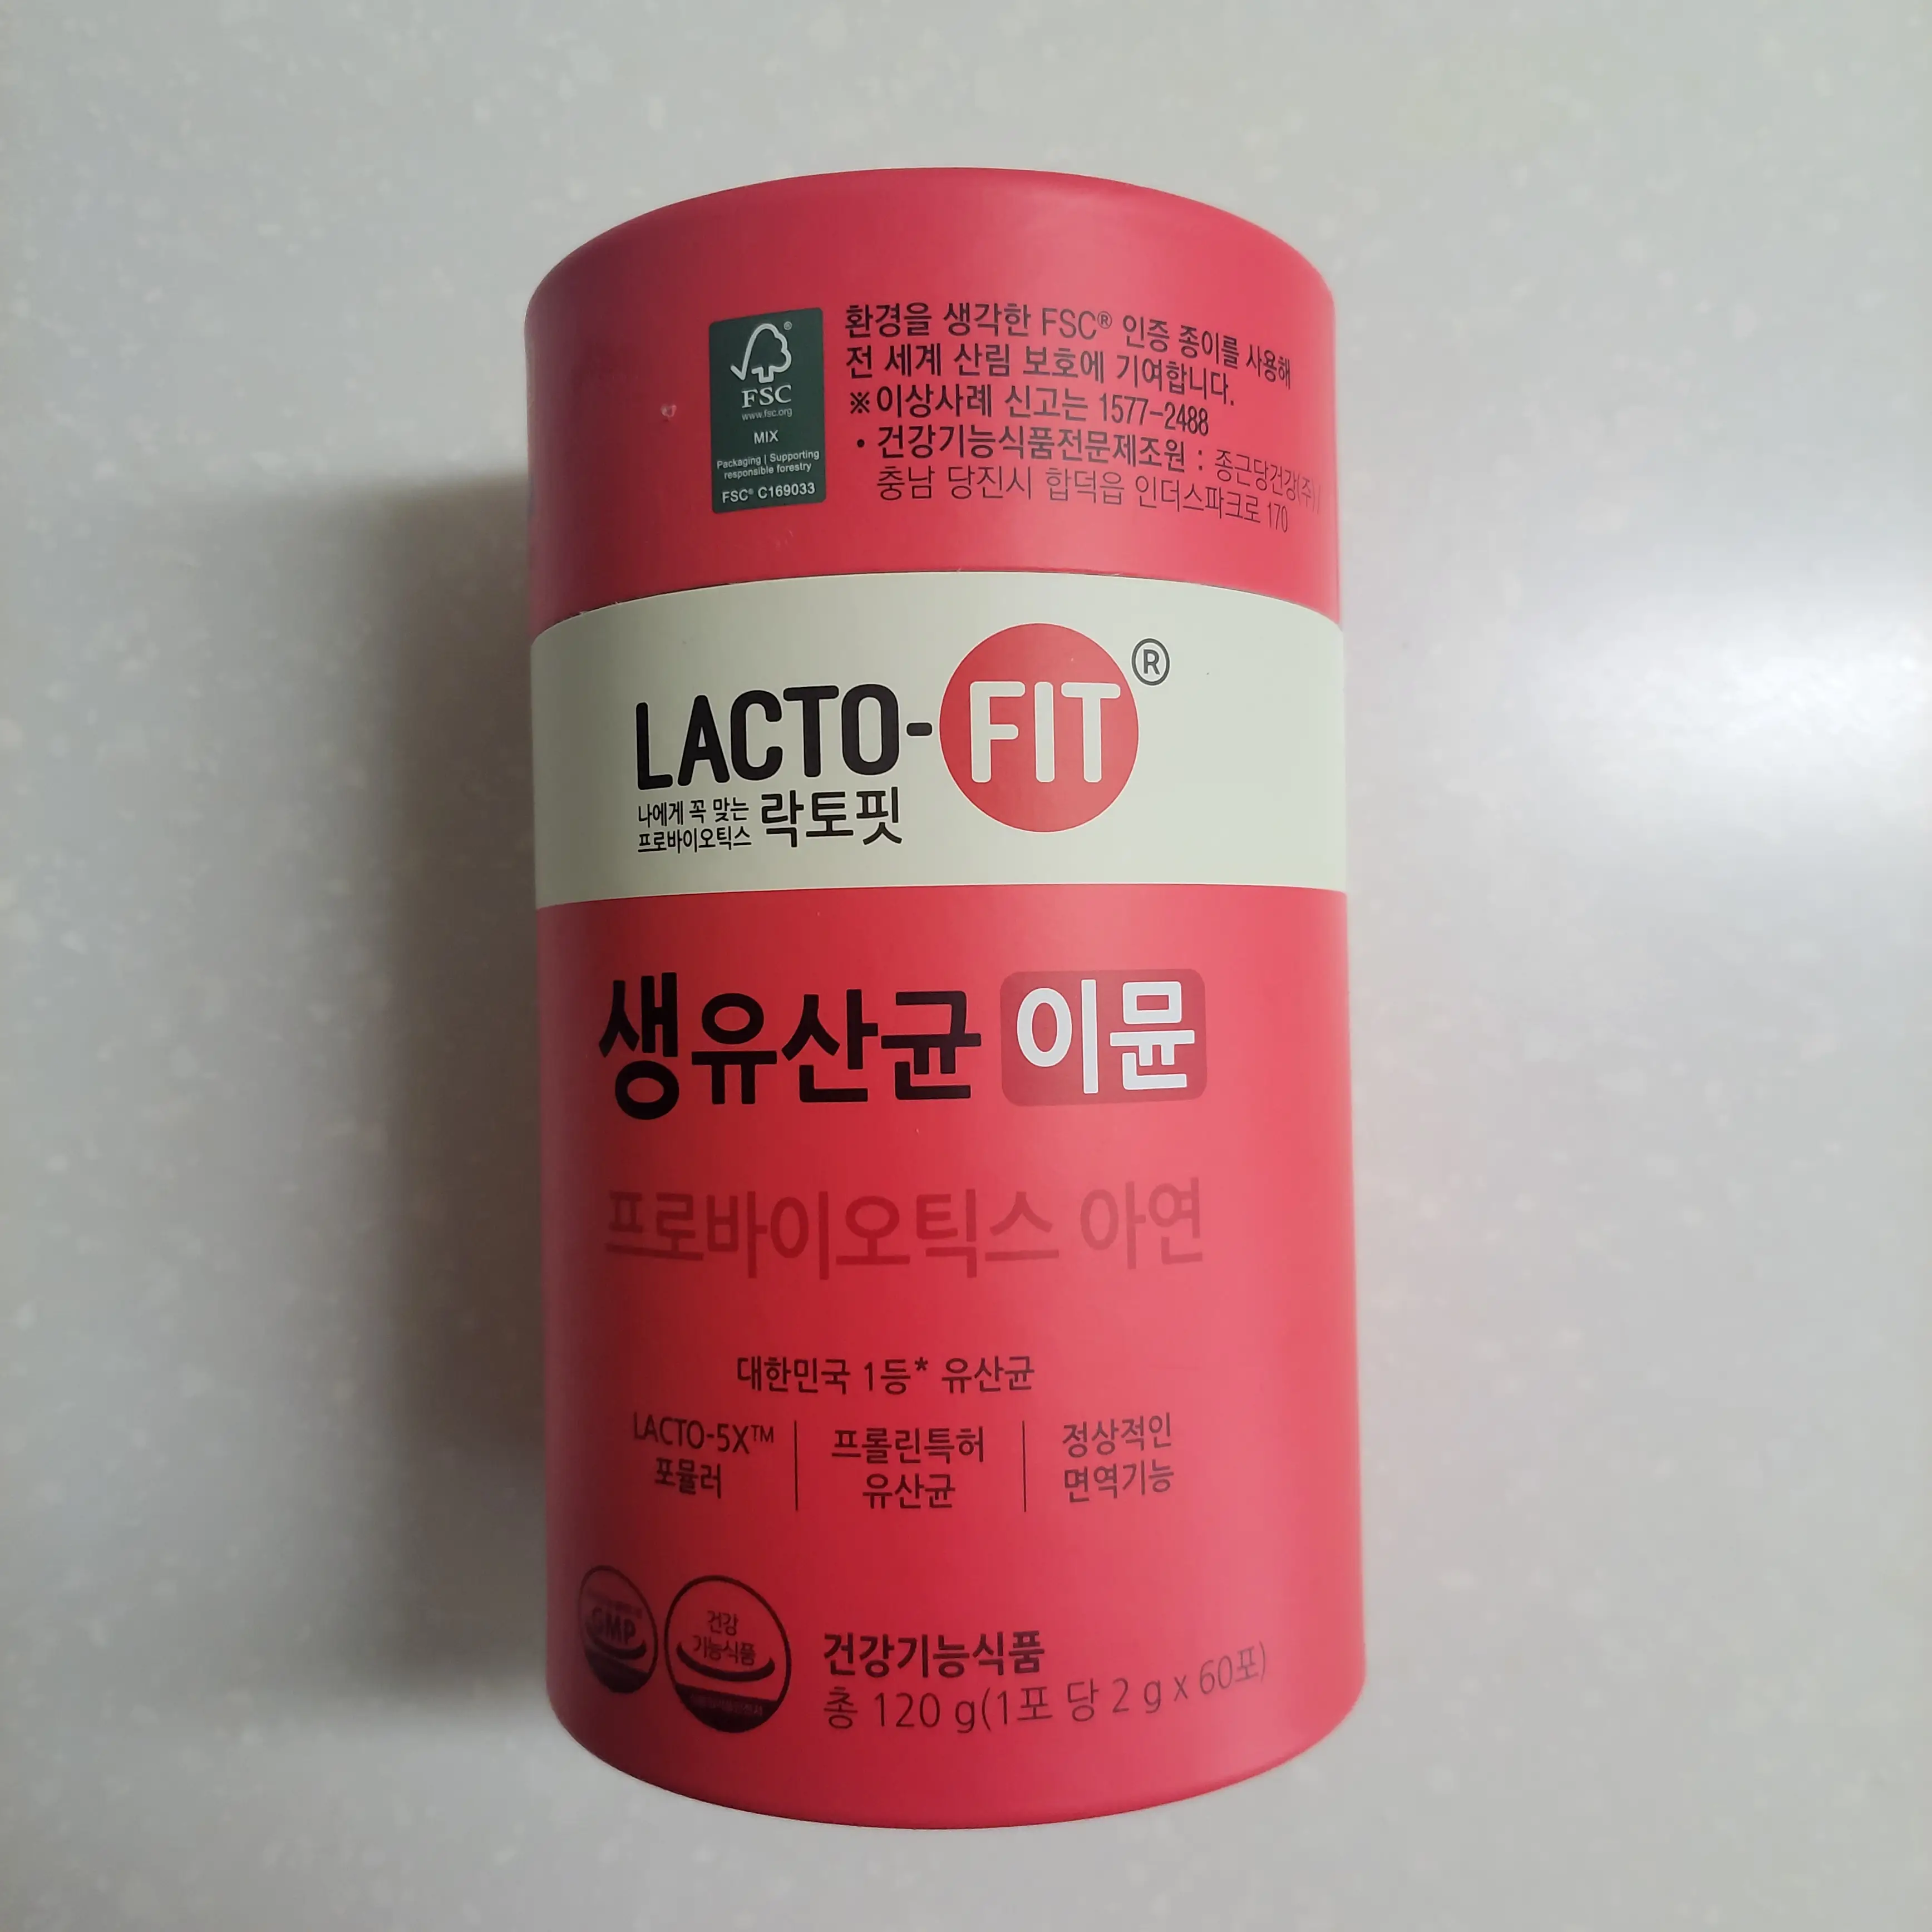 FSC®
www.fsc.org
MIX
Packaging | Supporting
responsible forestry
FSC® C169033
환경을 생각한 FSC® 인증 종이를 사용해
전 세계 산림 보호에 기여합니다.
※이상사례 신고는 1577-2488
• 건강기능식품전문제조원 : 종근당건강(주)/
충남 당진시 합덕읍 인더스파크로 170
LACTO-FIT®
나에게 꼭 맞는
프로바이오틱스 락토핏
생유산균 이뮨
프로바이오틱스 아연
대한민국 1등* 유산균
LACTO-5X™
포뮬러
프롤린특허
유산균
정상적인
면역기능
GMP
건강
기능식품
건강기능식품
총 120 g(1포 당 2 g x 60포)